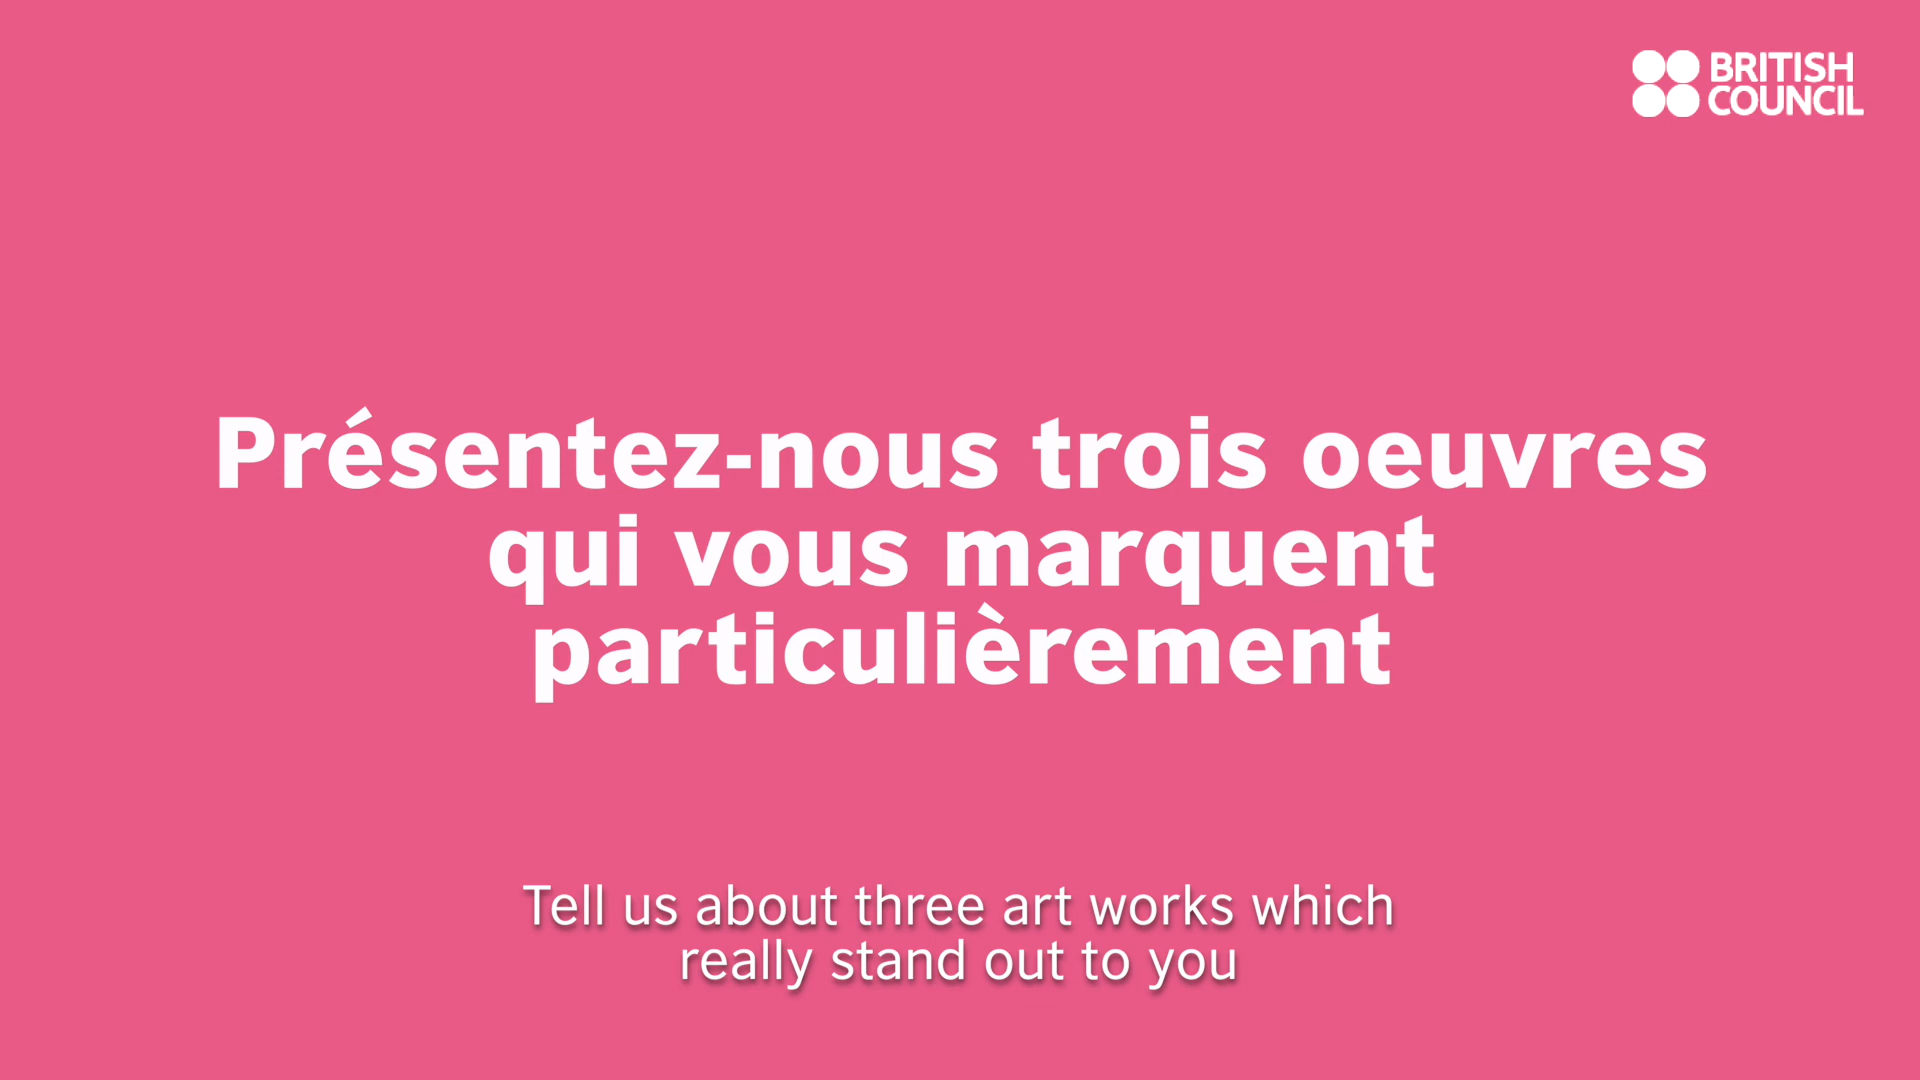 BRITISH
COUNCIL
Présentez-nous trois oeuvres
qui vous marquent
particulièrement
Tell us about three art works which
really stand out to you